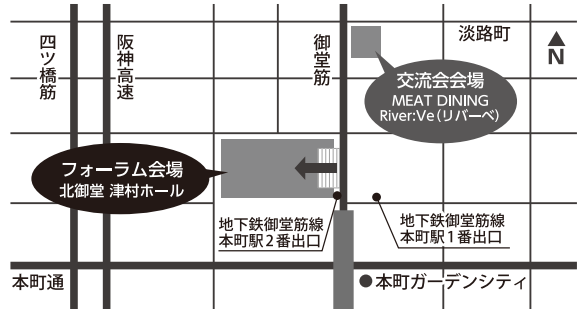 四ツ橋筋
阪神高速
御堂筋
淡路町
N
交流会会場
MEAT DINING
River:Ve(リバーベ)
フォーラム会場
北御堂 津村ホール
地下鉄御堂筋線
本町駅2番出口
地下鉄御堂筋線
本町駅1番出口
本町通
本町ガーデンシティ